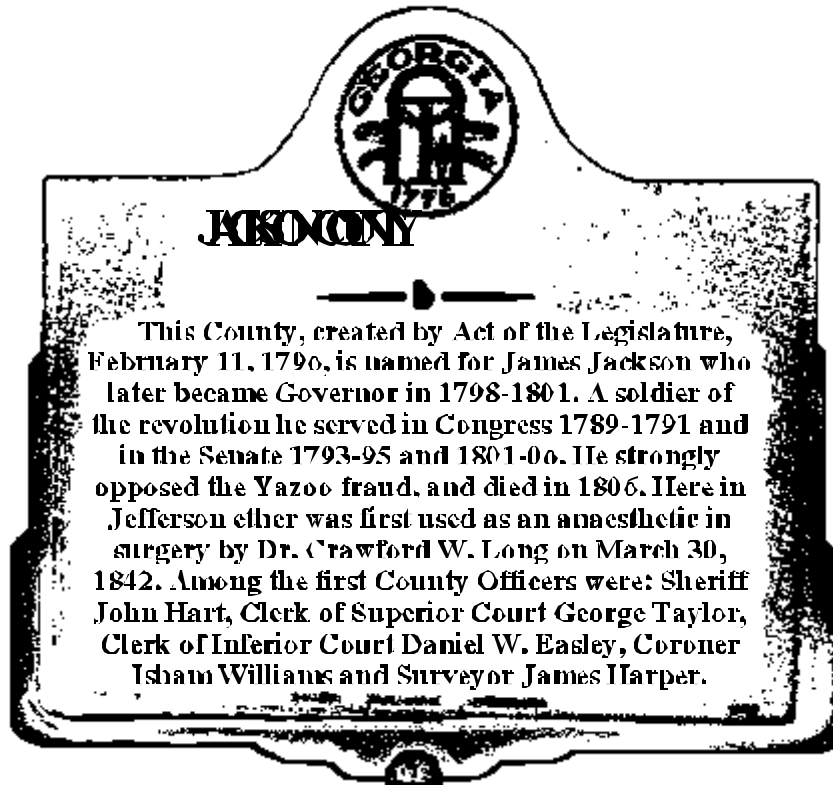 GEORGIA
1776
JACKSON COUNTY
This County, created by Act of the Legislature,
February 11, 1796, is named for James Jackson who
later became Governor in 1798-1801. A soldier of
the revolution he served in Congress 1789-1791 and
in the Senate 1793-95 and 1801-06. He strongly
opposed the Yazoo fraud, and died in 1806. Here in
Jefferson ether was first used as an anaesthetic in
surgery by Dr. Crawford W. Long on March 30,
1842. Among the first County Officers were: Sheriff
John Hart, Clerk of Superior Court George Taylor,
Clerk of Inferior Court Daniel W. Easley, Coroner
Isham Williams and Surveyor James Harper.